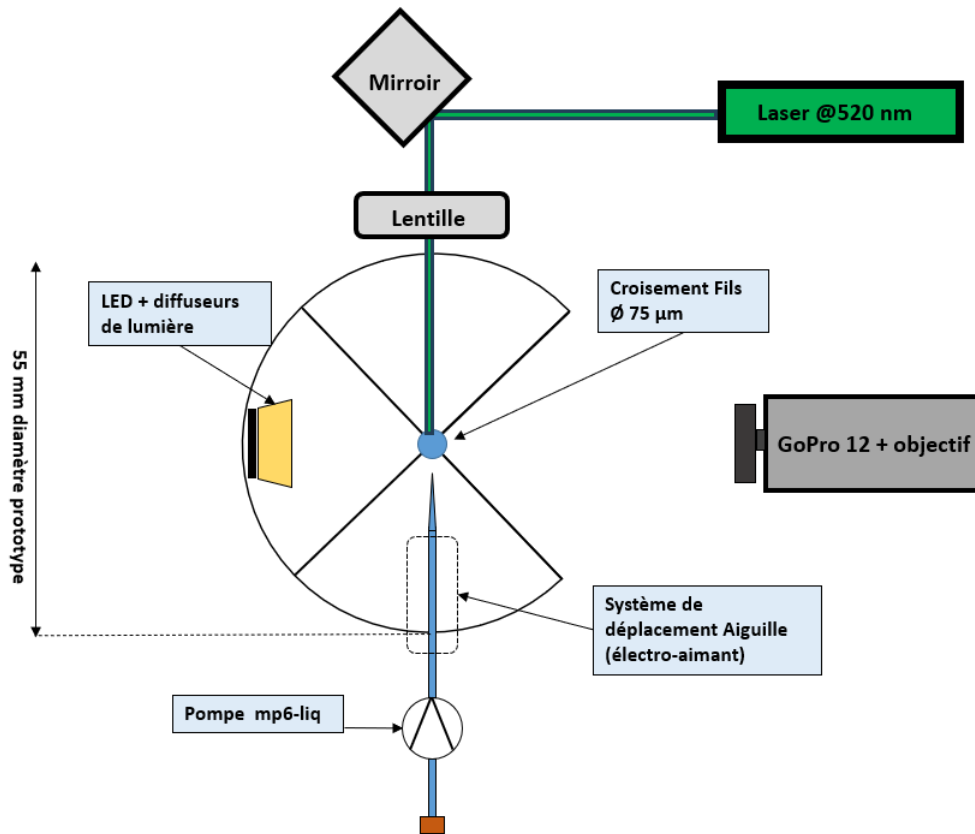 Mirroir
Laser @520 nm
Lentille
LED + diffuseurs
de lumière
Croisement Fils
Ø 75 µm
55 mm diamètre prototype
GoPro 12 + objectif
Système de
déplacement Aiguille
(électro-aimant)
Pompe  mp6-liq